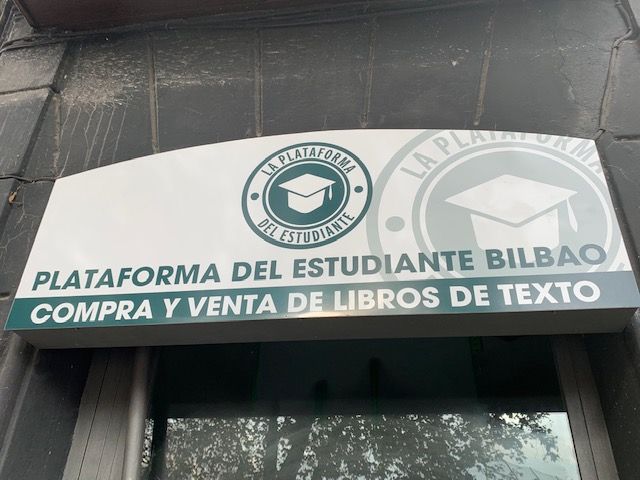 LA PLATAFORMA
DEL ESTUDIANTE
LA PLATAFORMA
PLATAFORMA DEL ESTUDIANTE BILBAO
COMPRA Y VENTA DE LIBROS DE TEXTO